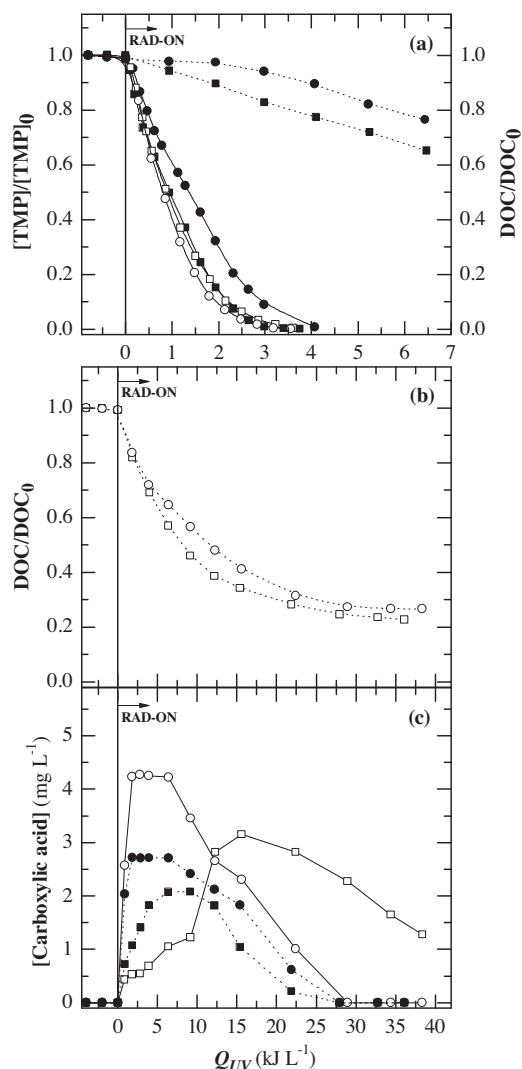 RAD-ON
(a)
1.0
0.8
0.6
0.4
0.2
0.0
[TMP]/[TMP]0
1.0
0.8
0.6
0.4
0.2
0.0
DOC/DOC0
0 1 2 3 4 5 6 7
RAD-ON
(b)
1.0
0.8
0.6
0.4
0.2
0.0
DOC/DOC0
RAD-ON
(c)
5
4
3
2
1
0
[Carboxylic acid] (mg L-1)
0 5 10 15 20 25 30 35 40
QUV (kJ L-1)